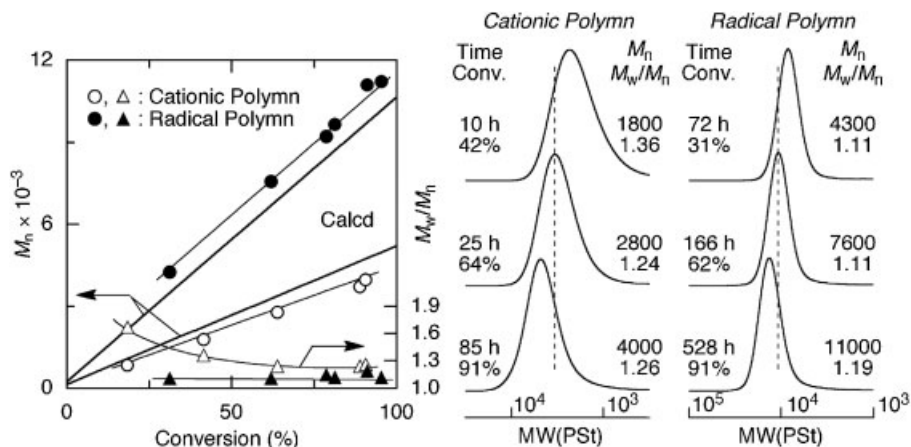 12
6
0
Mn × 10⁻³
○, △ : Cationic Polymn
●, ▲ : Radical Polymn
Calcd
Mw/Mn
1.9
1.6
1.3
1.0
0 50 100
Conversion (%)
Cationic Polymn
Time Mn
Conv. Mw/Mn
10 h 1800
42% 1.36
25 h 2800
64% 1.24
85 h 4000
91% 1.26
10⁴ 10³
MW(PSt)
Radical Polymn
Time Mn
Conv. Mw/Mn
72 h 4300
31% 1.11
166 h 7600
62% 1.11
528 h 11000
91% 1.19
10⁵ 10⁴ 10³
MW(PSt)